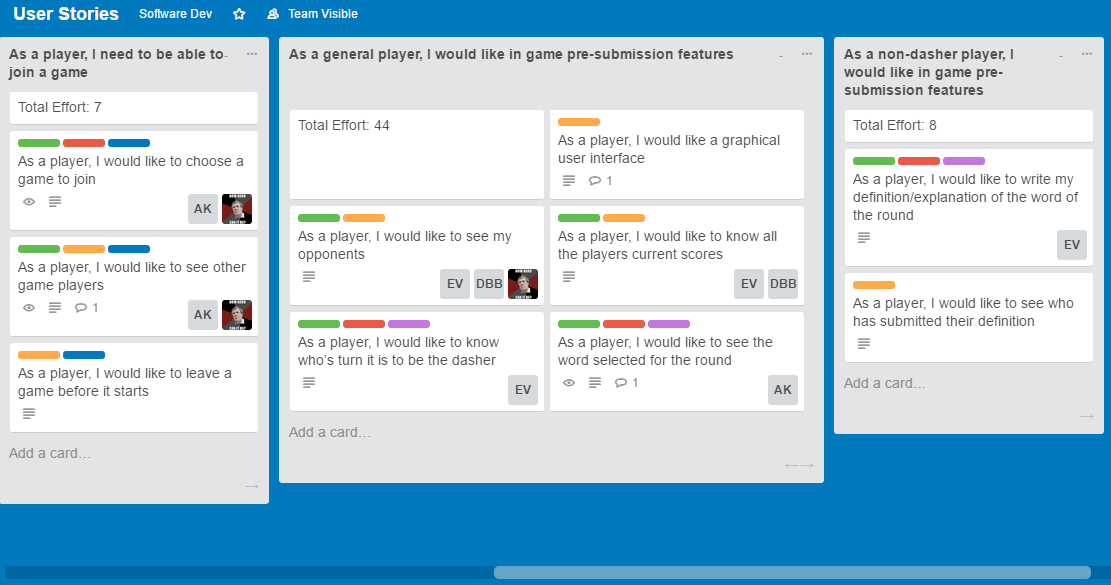 User Stories Software Dev Team Visible
As a player, I need to be able to
join a game
Total Effort: 7
As a player, I would like to choose a
game to join
AK
As a player, I would like to see other
game players
1
AK
As a player, I would like to leave a
game before it starts
Add a card…
As a general player, I would like in game pre-submission features
Total Effort: 44
As a player, I would like a graphical
user interface
1
As a player, I would like to see my
opponents
EV DBB
As a player, I would like to know all
the players current scores
EV DBB
As a player, I would like to know
who's turn it is to be the dasher
EV
As a player, I would like to see the
word selected for the round
1
AK
Add a card…
As a non-dasher player, I
would like in game pre-
submission features
Total Effort: 8
As a player, I would like to write my
definition/explanation of the word of
the round
EV
As a player, I would like to see who
has submitted their definition
Add a card…